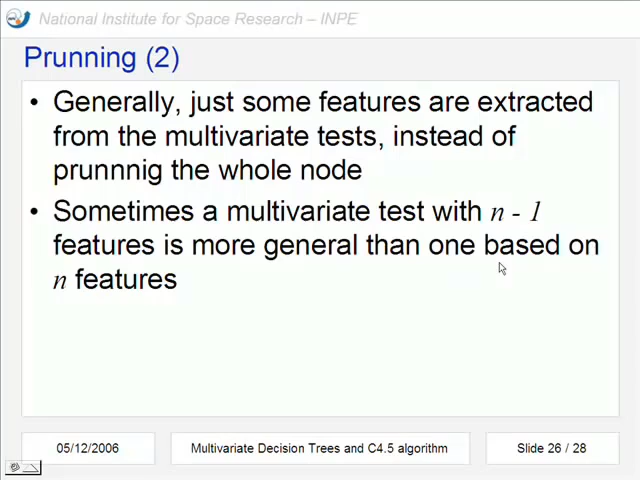 National Institute for Space Research – INPE
Prunning (2)
• Generally, just some features are extracted
from the multivariate tests, instead of
prunnnig the whole node
• Sometimes a multivariate test with n - 1
features is more general than one based on
n features
05/12/2006
Multivariate Decision Trees and C4.5 algorithm
Slide 26 / 28